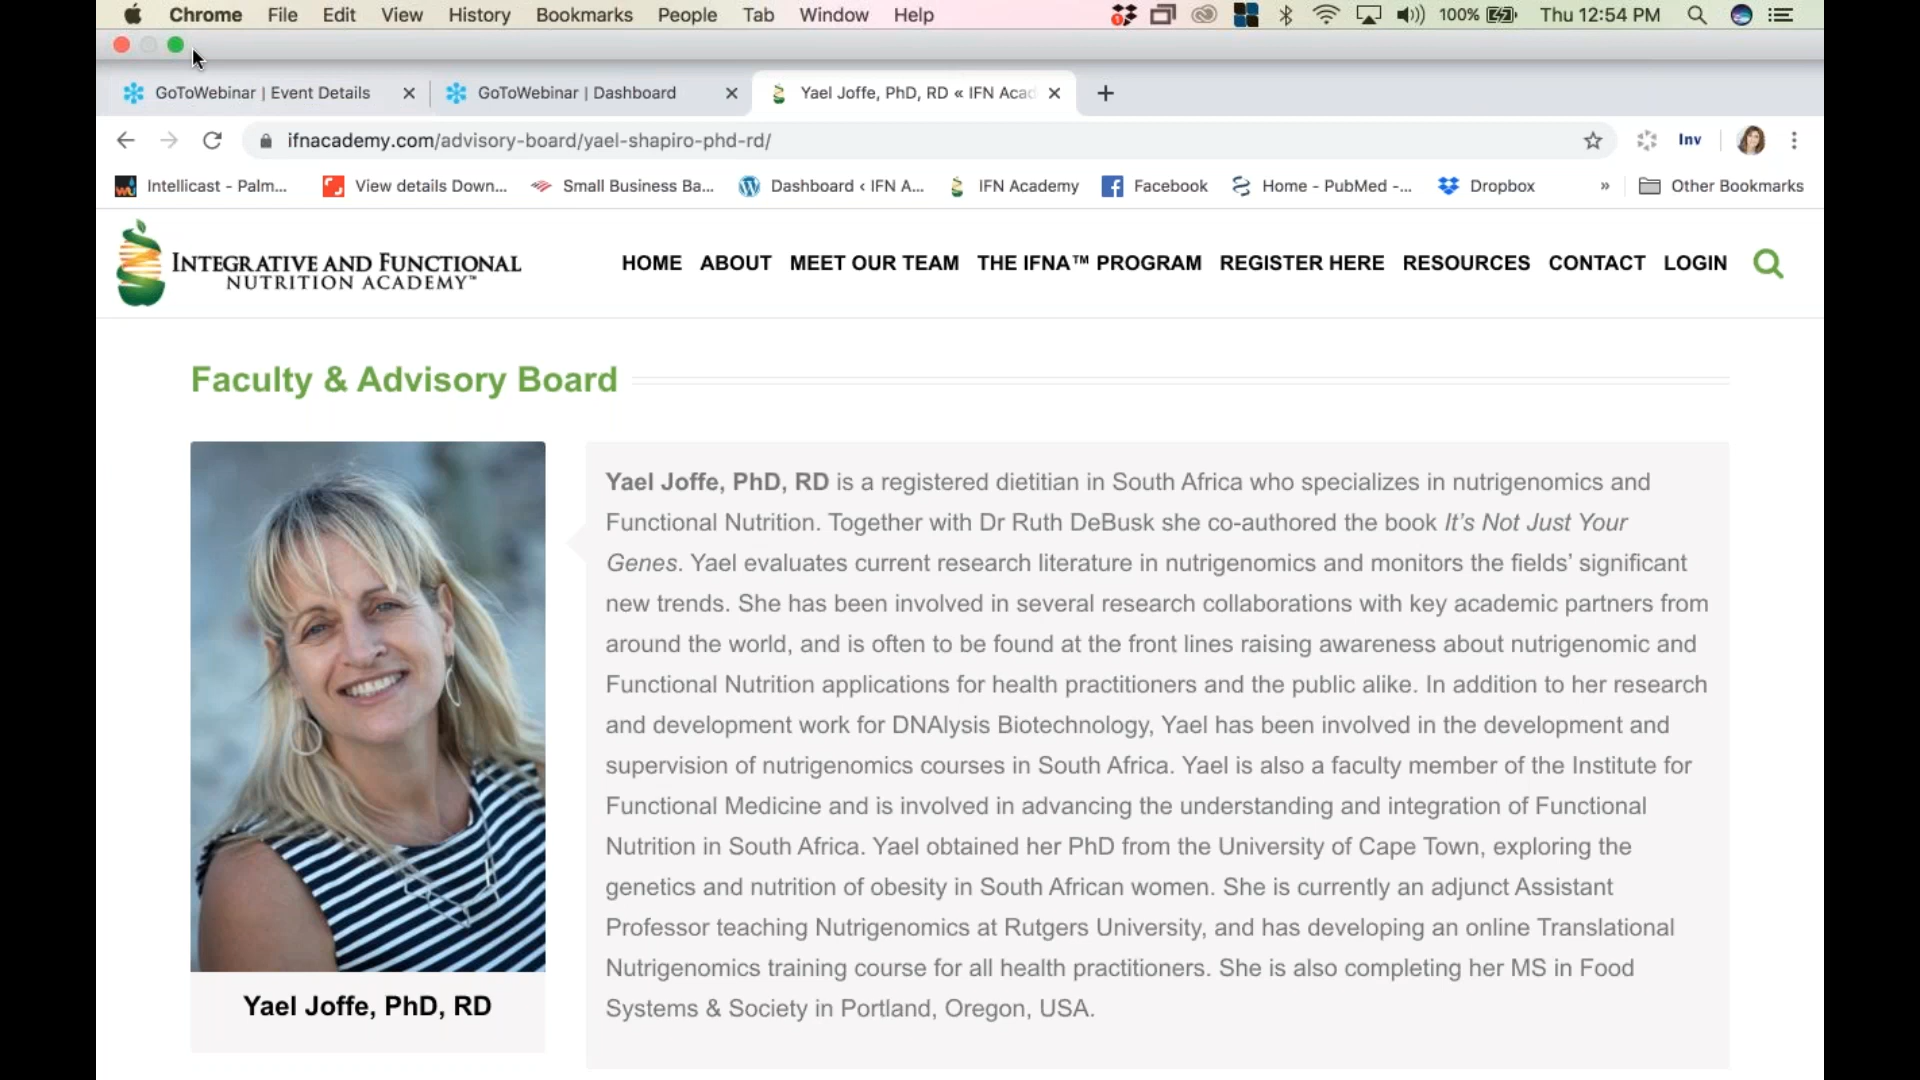 Chrome File Edit View History Bookmarks People Tab Window Help 100% Thu 12:54 PM
GoToWebinar | Event Details GoToWebinar | Dashboard Yael Joffe, PhD, RD « IFN Acad
ifnacademy.com/advisory-board/yael-shapiro-phd-rd/ Inv
Intellicast - Palm... View details Down... Small Business Ba... Dashboard ‹ IFN A... IFN Academy Facebook Home - PubMed -... Dropbox » Other Bookmarks
INTEGRATIVE AND FUNCTIONAL
NUTRITION ACADEMY™
HOME ABOUT MEET OUR TEAM THE IFNA™ PROGRAM REGISTER HERE RESOURCES CONTACT LOGIN
Faculty & Advisory Board
Yael Joffe, PhD, RD is a registered dietitian in South Africa who specializes in nutrigenomics and
Functional Nutrition. Together with Dr Ruth DeBusk she co-authored the book It’s Not Just Your
Genes. Yael evaluates current research literature in nutrigenomics and monitors the fields’ significant
new trends. She has been involved in several research collaborations with key academic partners from
around the world, and is often to be found at the front lines raising awareness about nutrigenomic and
Functional Nutrition applications for health practitioners and the public alike. In addition to her research
and development work for DNAlysis Biotechnology, Yael has been involved in the development and
supervision of nutrigenomics courses in South Africa. Yael is also a faculty member of the Institute for
Functional Medicine and is involved in advancing the understanding and integration of Functional
Nutrition in South Africa. Yael obtained her PhD from the University of Cape Town, exploring the
genetics and nutrition of obesity in South African women. She is currently an adjunct Assistant
Professor teaching Nutrigenomics at Rutgers University, and has developing an online Translational
Nutrigenomics training course for all health practitioners. She is also completing her MS in Food
Systems & Society in Portland, Oregon, USA.
Yael Joffe, PhD, RD